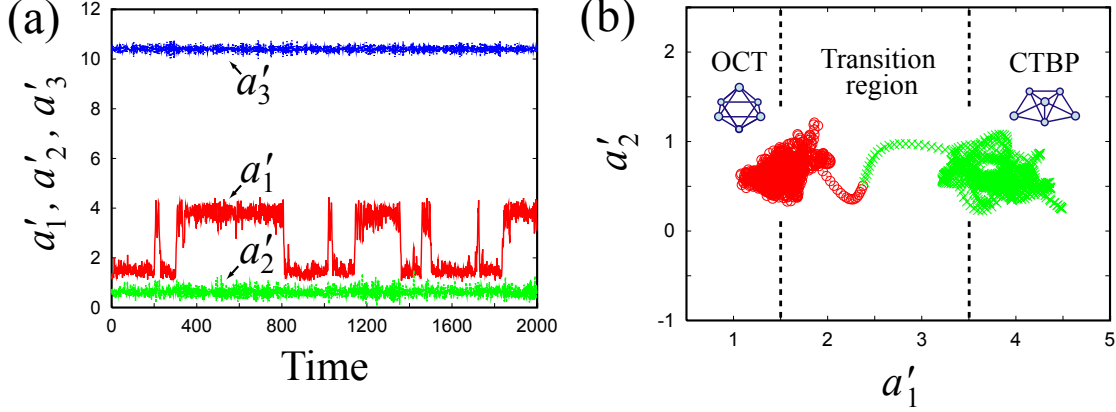 (a)
12
10
8
6
4
2
0
a′₁ , a′₂ , a′₃
a′₃
a′₁
a′₂
0 400 800 1200 1600 2000
Time
(b)
2
1
0
-1
a′₂
OCT
Transition
region
CTBP
1 2 3 4 5
a′₁